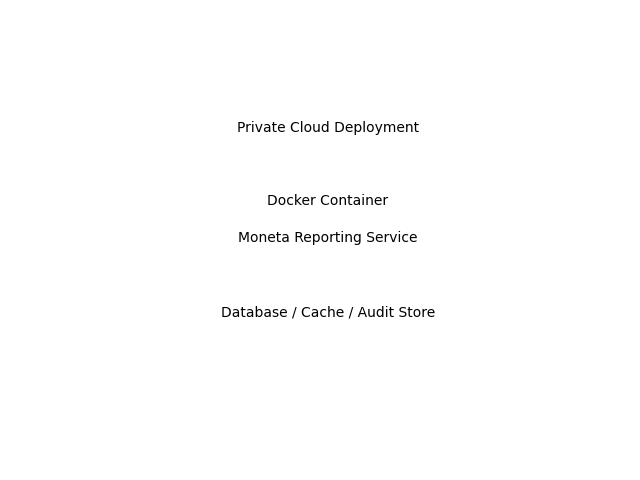 Private Cloud Deployment
Docker Container
Moneta Reporting Service
Database / Cache / Audit Store